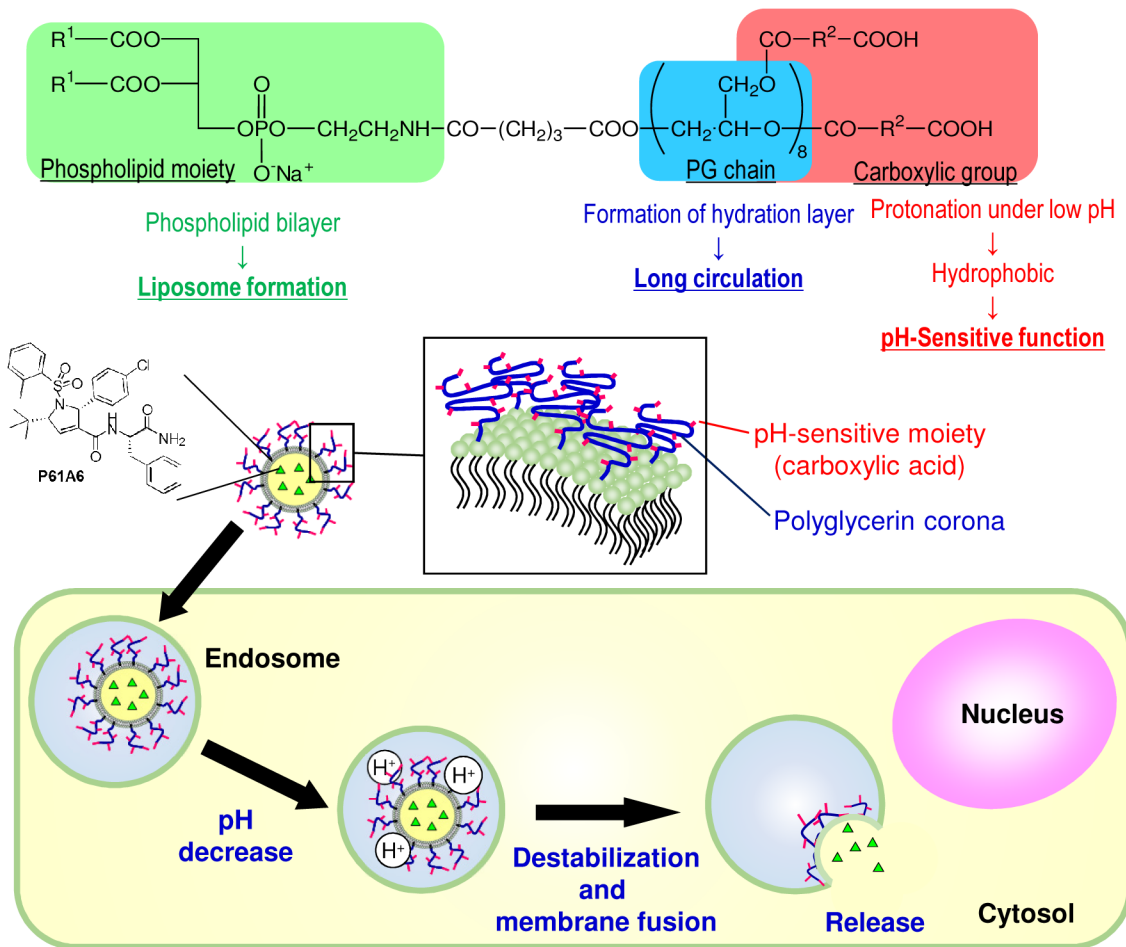 R¹—COO
CO—R²—COOH
R¹—COO
O
CH₂O
OPO—CH₂CH₂NH—CO—(CH₂)₃—COO—CH₂CH—O—CO—R²—COOH
8
O⁻Na⁺
Phospholipid moiety
PG chain
Carboxylic group
Phospholipid bilayer
↓
Liposome formation
Formation of hydration layer
↓
Long circulation
Protonation under low pH
↓
Hydrophobic
↓
pH-Sensitive function
Cl
O
S
O
N
H
N
O
NH₂
O
P61A6
pH-sensitive moiety
(carboxylic acid)
Polyglycerin corona
Endosome
Nucleus
H⁺
H⁺
H⁺
pH
decrease
Destabilization
and
membrane fusion
Release
Cytosol